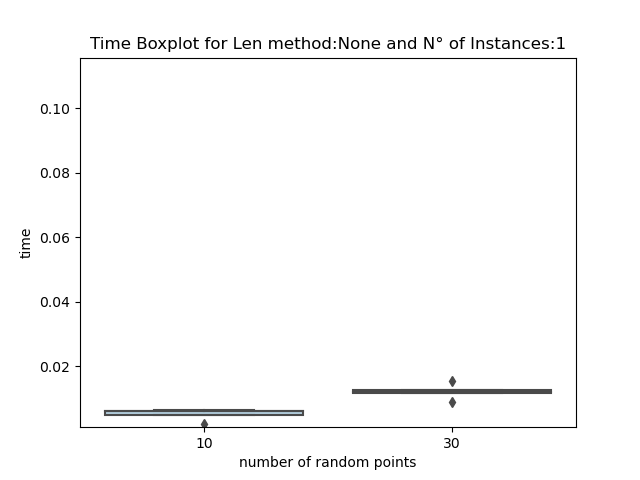 Time Boxplot for Len method:None and N° of Instances:1
0.10
0.08
0.06
0.04
0.02
time
10 30
number of random points